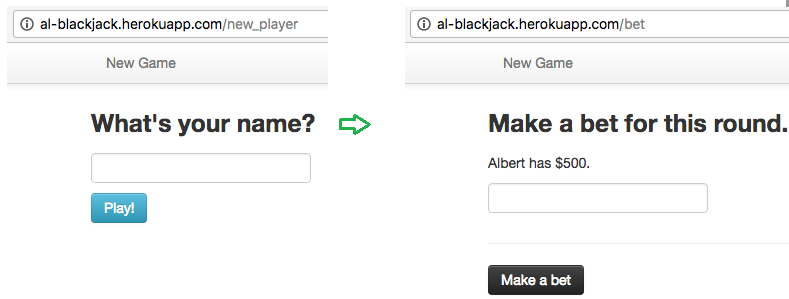 al-blackjack.herokuapp.com/new_player
New Game
What's your name?
Play!
al-blackjack.herokuapp.com/bet
New Game
Make a bet for this round.
Albert has $500.
Make a bet